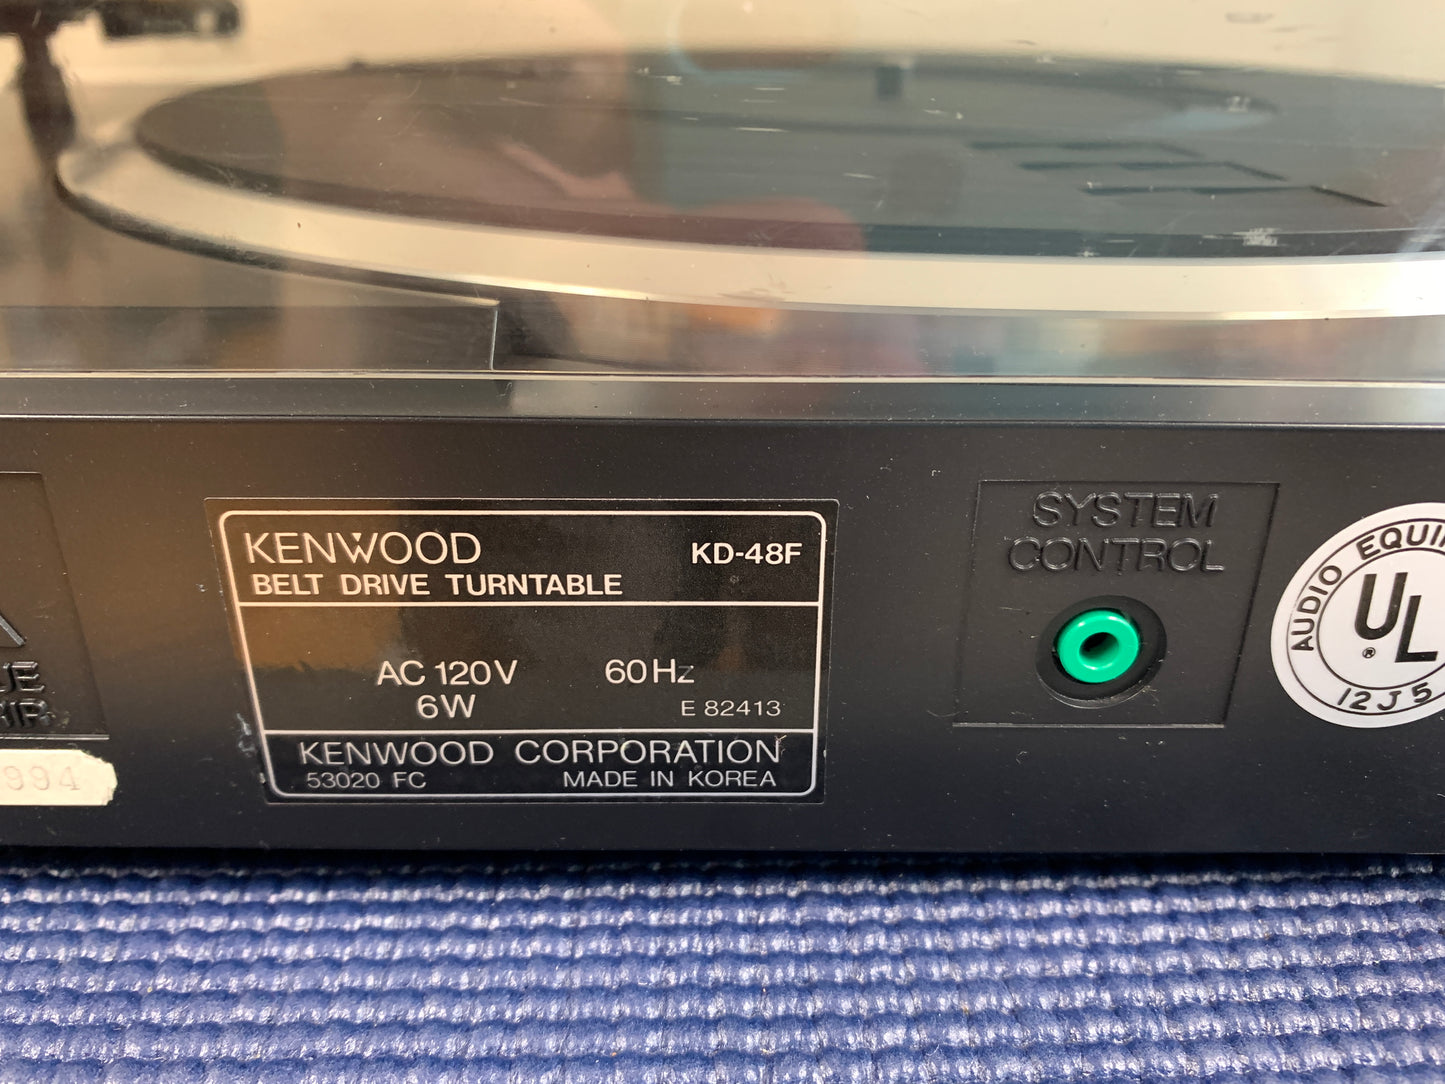 KENWOOD
KD-48F
BELT DRIVE TURNTABLE
AC 120V 60Hz
6W
E 82413
KENWOOD CORPORATION
53020 FC
MADE IN KOREA
SYSTEM
CONTROL
AUDIO
UL
®
12J5
994